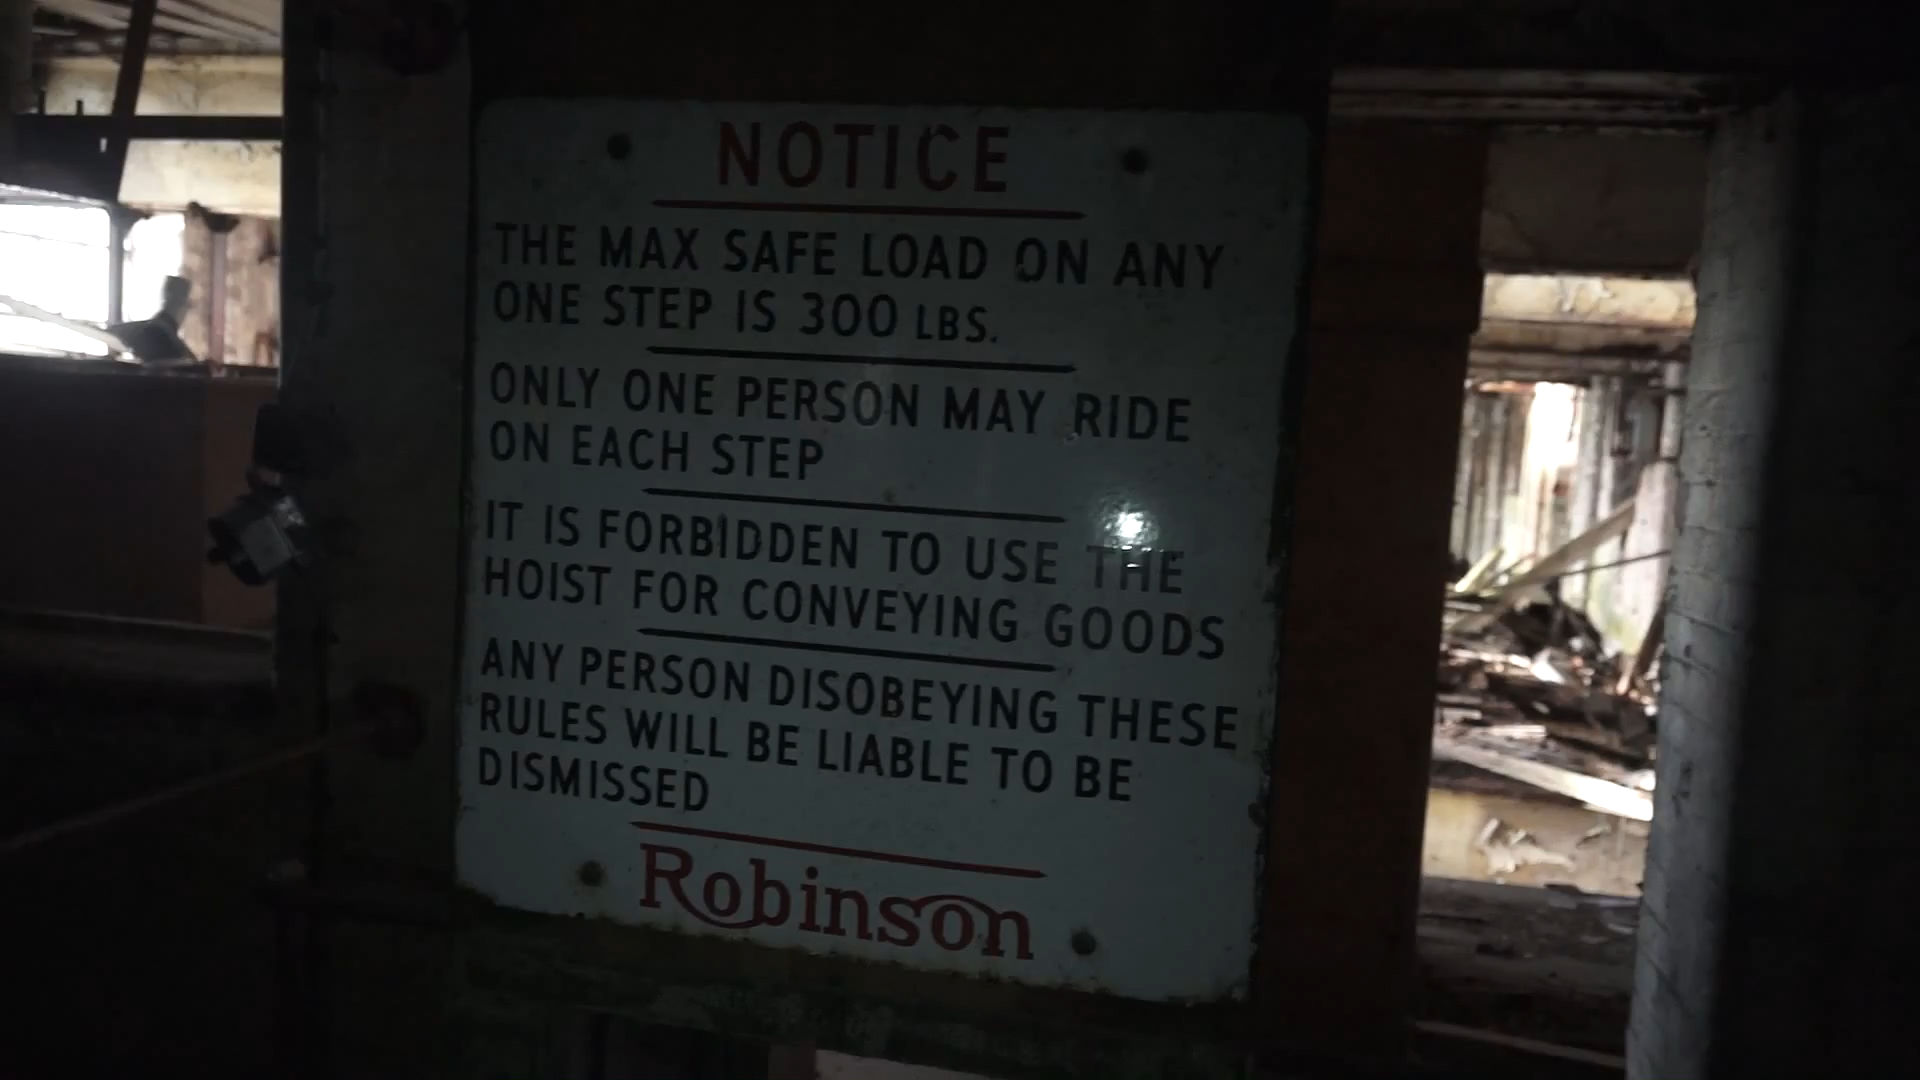 NOTICE
THE MAX SAFE LOAD ON ANY
ONE STEP IS 300 LBS.
ONLY ONE PERSON MAY RIDE
ON EACH STEP
IT IS FORBIDDEN TO USE THE
HOIST FOR CONVEYING GOODS
ANY PERSON DISOBEYING THESE
RULES WILL BE LIABLE TO BE
DISMISSED
Robinson